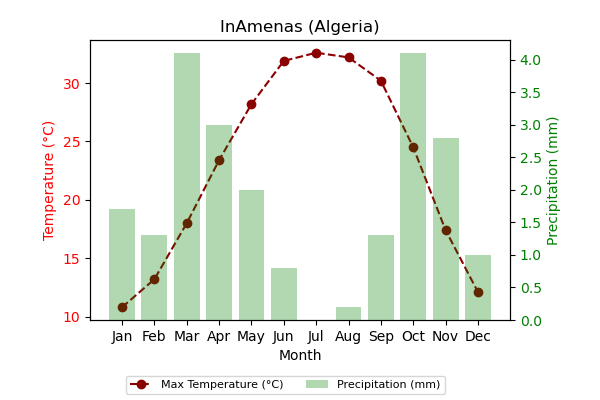 InAmenas (Algeria)
Temperature (°C)
30
25
20
15
10
4.0
3.5
3.0
2.5
2.0
1.5
1.0
0.5
0.0
Precipitation (mm)
Jan Feb Mar Apr May Jun Jul Aug Sep Oct Nov Dec
Month
Max Temperature (°C) Precipitation (mm)